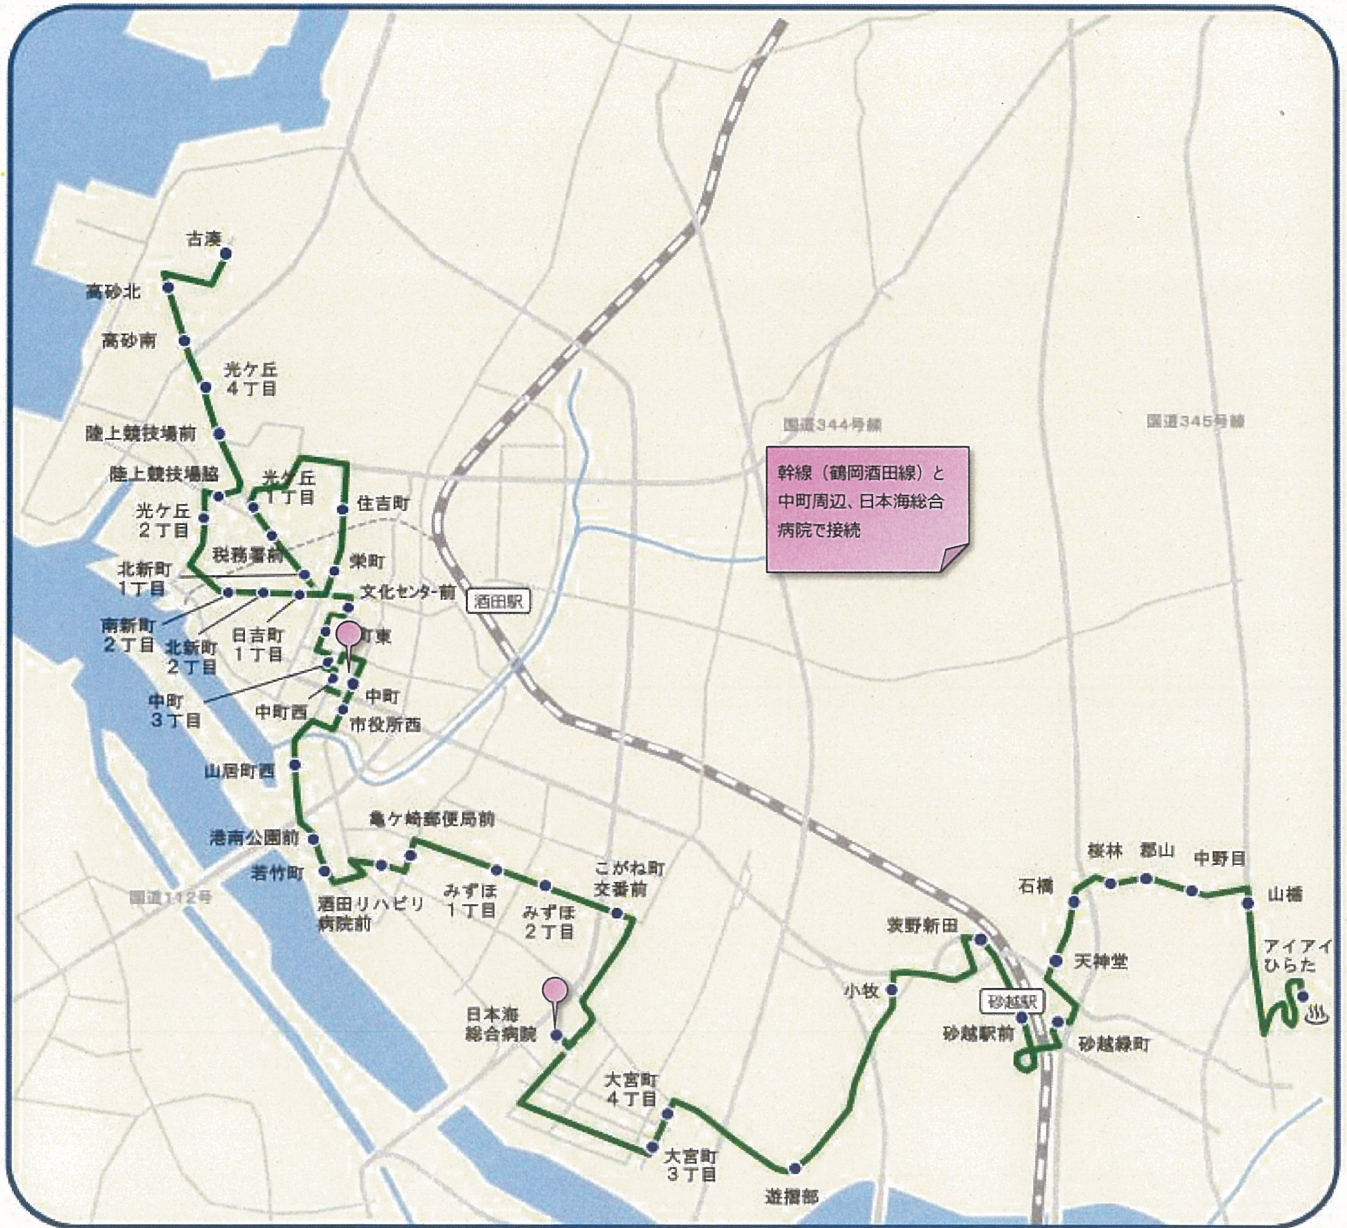 古湊
高砂北
高砂南
光ケ丘
4丁目
陸上競技場前
陸上競技場脇
光ケ丘
1丁目
光ケ丘
2丁目
住吉町
税務署前
北新町
1丁目
栄町
文化センター前
南新町
2丁目
北新町
2丁目
日吉町
1丁目
町東
中町
3丁目
中町西
中町
市役所西
山居町西
港南公園前
若竹町
亀ケ崎郵便局前
酒田リハビリ
病院前
みずほ
1丁目
みずほ
2丁目
こがね町
交番前
日本海
総合病院
大宮町
4丁目
大宮町
3丁目
遊摺部
小牧
茨野新田
砂越駅
砂越駅前
砂越緑町
天神堂
石橋
桜林
郡山
中野目
山楯
アイアイ
ひらた
酒田駅
国道344号線
国道345号線
国道112号
幹線（鶴岡酒田線）と
中町周辺、日本海総合
病院で接続